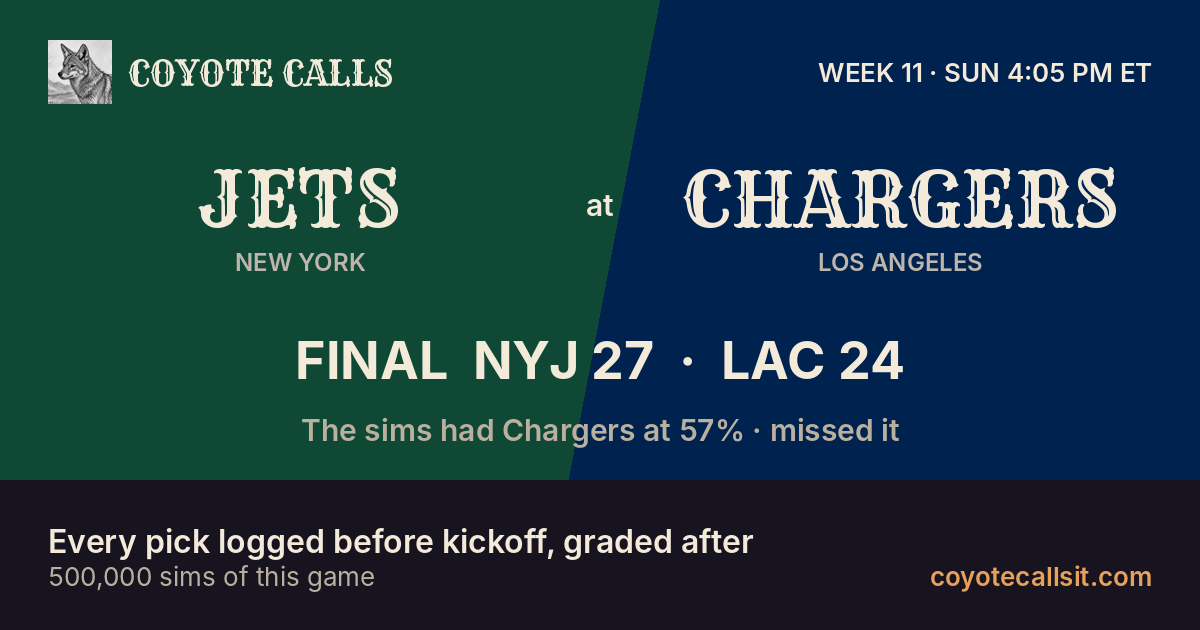 COYOTE CALLS
WEEK 11 · SUN 4:05 PM ET
JETS at CHARGERS
NEW YORK LOS ANGELES
FINAL NYJ 27 · LAC 24
The sims had Chargers at 57% · missed it
Every pick logged before kickoff, graded after
500,000 sims of this game
coyotecallsit.com